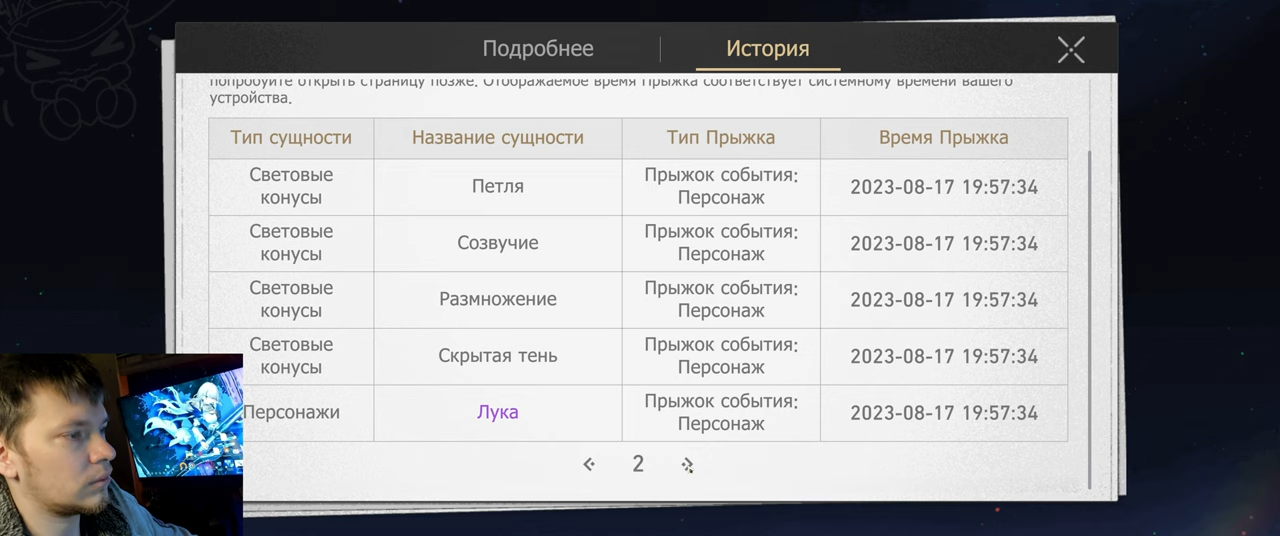 Подробнее
История
попробуйте открыть страницу позже. Отображаемое время Прыжка соответствует системному времени вашего
устройства.
Тип сущности Название сущности Тип Прыжка Время Прыжка
Световые конусы Петля Прыжок события: Персонаж 2023-08-17 19:57:34
Световые конусы Созвучие Прыжок события: Персонаж 2023-08-17 19:57:34
Световые конусы Размножение Прыжок события: Персонаж 2023-08-17 19:57:34
Световые конусы Скрытая тень Прыжок события: Персонаж 2023-08-17 19:57:34
Персонажи Лука Прыжок события: Персонаж 2023-08-17 19:57:34
2